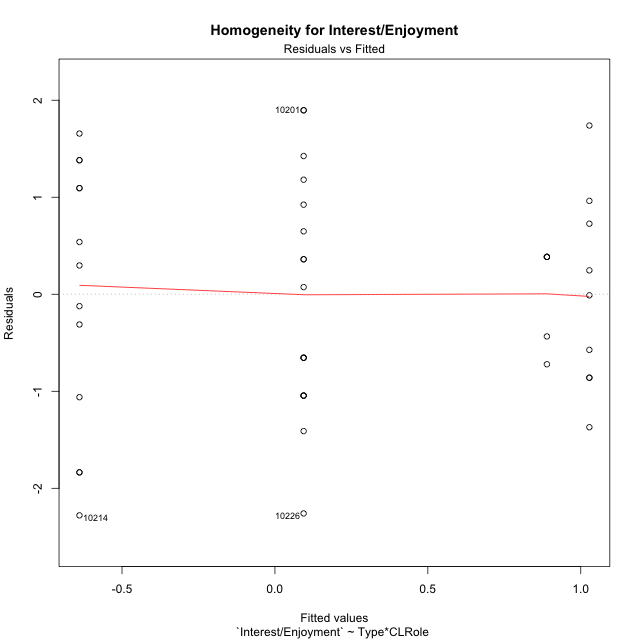 Homogeneity for Interest/Enjoyment
Residuals vs Fitted
2
1
0
-1
-2
Residuals
10201
10214
10226
-0.5
0.0
0.5
1.0
Fitted values
`Interest/Enjoyment` ~ Type*CLRole